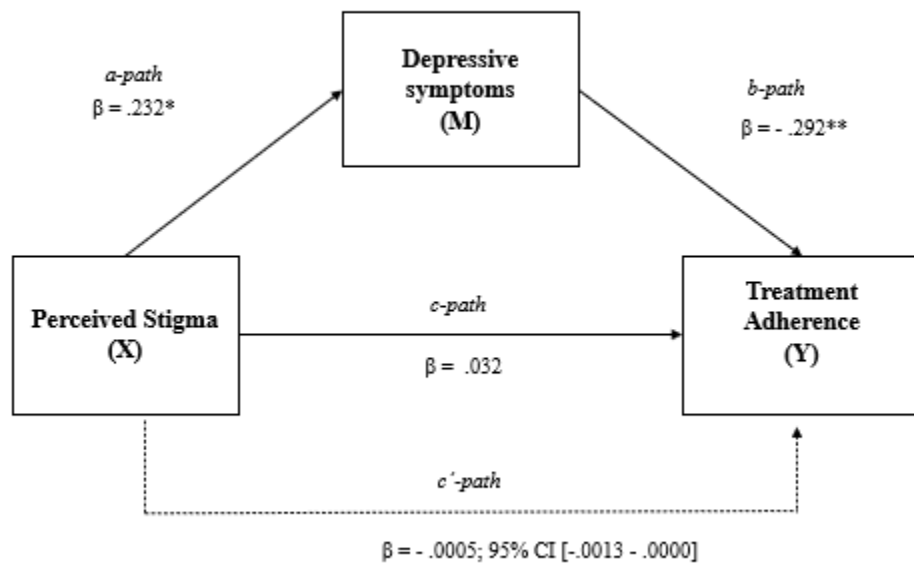 Depressive
symptoms
(M)
a-path
β = .232*
b-path
β = - .292**
Perceived Stigma
(X)
c-path
β = .032
Treatment
Adherence
(Y)
c´-path
β = - .0005; 95% CI [-.0013 - .0000]